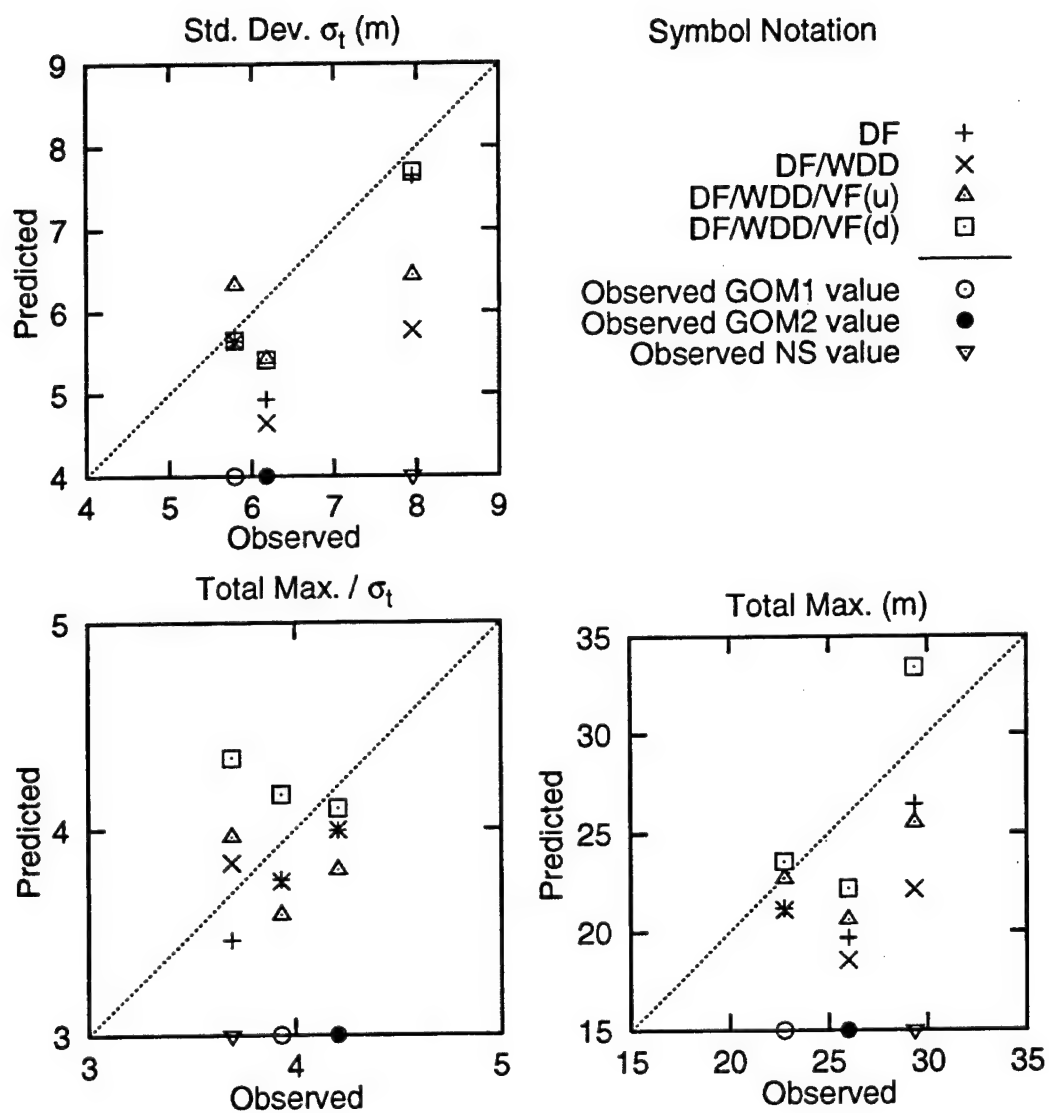 Std. Dev. σt (m)
9
8
7
6
5
4
Predicted
4 5 6 7 8 9
Observed
Symbol Notation
DF
DF/WDD
DF/WDD/VF(u)
DF/WDD/VF(d)
Observed GOM1 value
Observed GOM2 value
Observed NS value
Total Max. / σt
5
4
3
Predicted
3 4 5
Observed
Total Max. (m)
35
30
25
20
15
Predicted
15 20 25 30 35
Observed